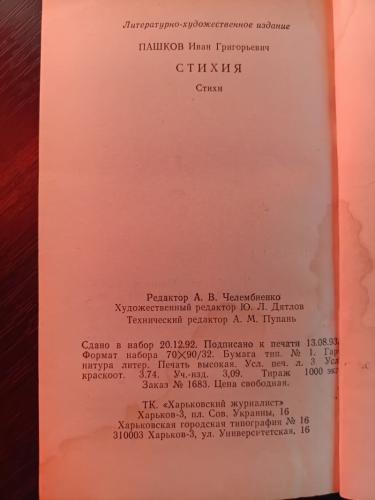 Литературно-художественное издание
ПАШКОВ Иван Григорьевич
СТИХИЯ
Стихи
Редактор А. В. Челембиенко
Художественный редактор Ю. Л. Дятлов
Технический редактор А. М. Пупань
Сдано в набор 20.12.92. Подписано к печати 13.08.93.
Формат набора 70×90/32. Бумага тип. № 1. Гар-
нитура литер. Печать высокая. Усл. печ. л. 3 Усл
краскоот. 3.74. Уч.-изд. 3,09. Тираж 1000 экз
Заказ № 1683. Цена свободная.
ТК. «Харьковский журналист»
Харьков-3, пл. Сов. Украины, 16
Харьковская городская типография № 16
310003 Харьков-3, ул. Университетская, 16